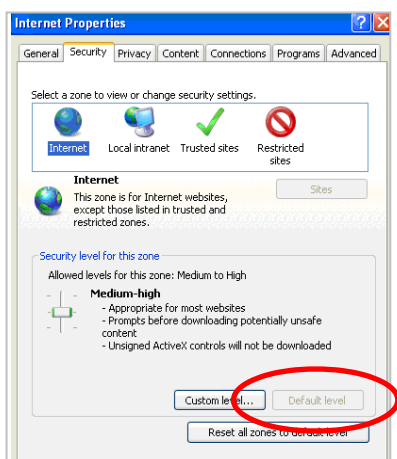 Internet Properties
General Security Privacy Content Connections Programs Advanced
Select a zone to view or change security settings.
Internet Local intranet Trusted sites Restricted
sites
Internet
Sites
This zone is for Internet websites,
except those listed in trusted and
restricted zones.
Security level for this zone
Allowed levels for this zone: Medium to High
Medium-high
- Appropriate for most websites
- Prompts before downloading potentially unsafe
content
- Unsigned ActiveX controls will not be downloaded
Custom level... Default level
Reset all zones to default level